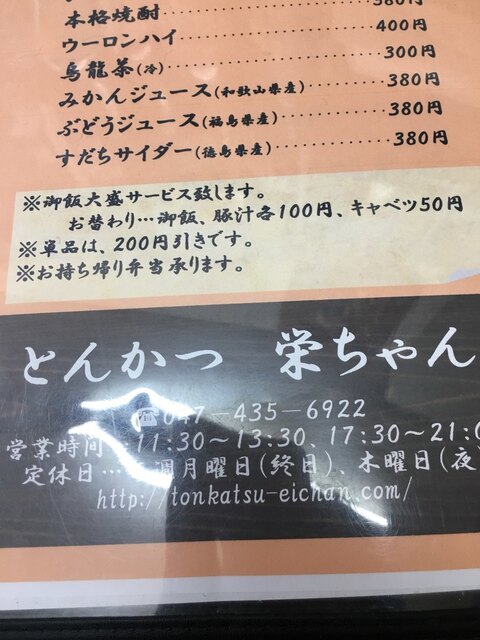 本格焼酎 380円
ウーロンハイ 400円
烏龍茶(冷) 300円
みかんジュース(和歌山県産) 380円
ぶどうジュース(福島県産) 380円
すだちサイダー(徳島県産) 380円
※御飯大盛サービス致します。
お替わり…御飯、豚汁各100円、キャベツ50円
※単品は、200円引きです。
※お持ち帰り弁当承ります。
とんかつ 栄ちゃん
☎047-435-6922
営業時間 11:30〜13:30、17:30〜21:0
定休日… 週月曜日(終日)、木曜日(夜
http://tonkatsu-eichan.com/